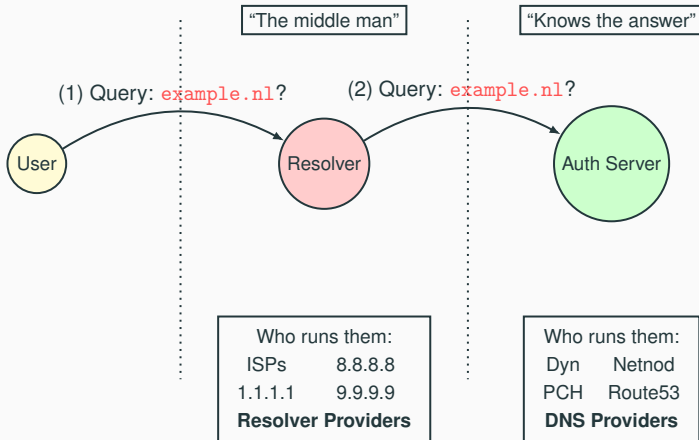 “The middle man”
“Knows the answer”
(1) Query: example.nl?
(2) Query: example.nl?
User
Resolver
Auth Server
Who runs them:
ISPs 8.8.8.8
1.1.1.1 9.9.9.9
Resolver Providers
Who runs them:
Dyn Netnod
PCH Route53
DNS Providers